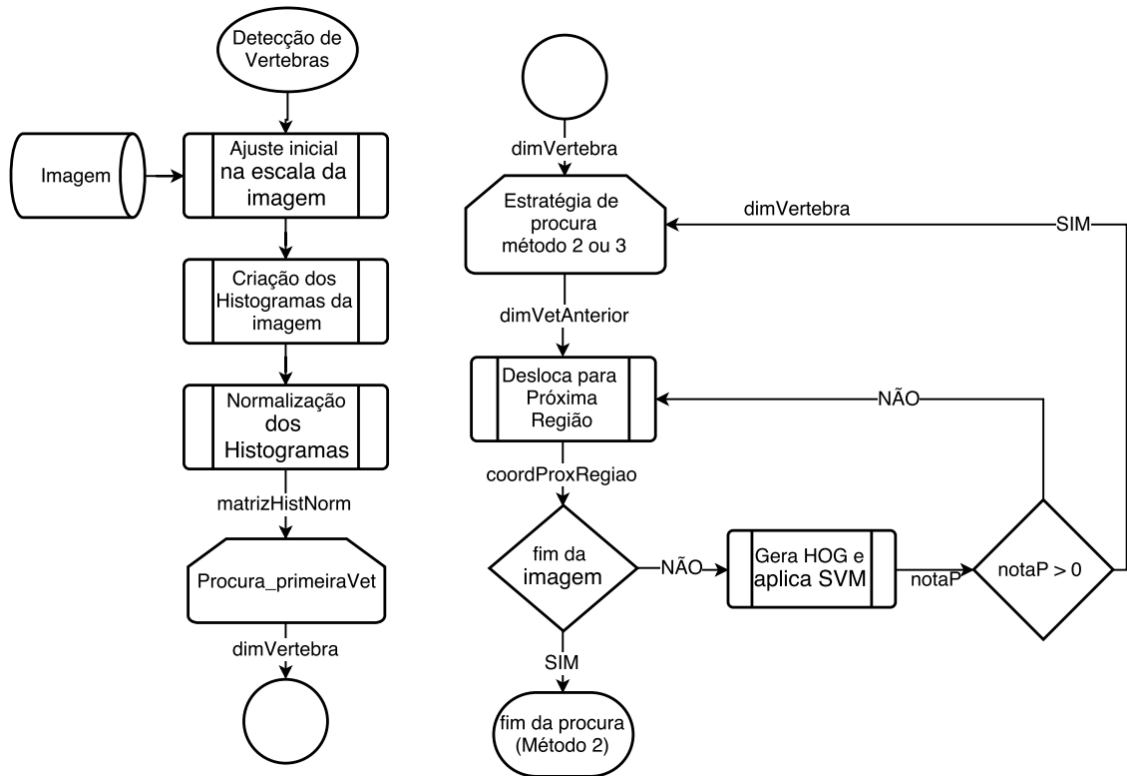 Detecção de
Vertebras
Imagem
Ajuste inicial
na escala da
imagem
Criação dos
Histogramas da
imagem
Normalização
dos
Histogramas
matrizHistNorm
Procura_primeiraVet
dimVertebra
dimVertebra
Estratégia de
procura
método 2 ou 3
dimVertebra
SIM
dimVetAnterior
Desloca para
Próxima
Região
NÃO
coordProxRegiao
fim da
imagem
NÃO
Gera HOG e
aplica SVM
notaP
notaP > 0
SIM
fim da procura
(Método 2)